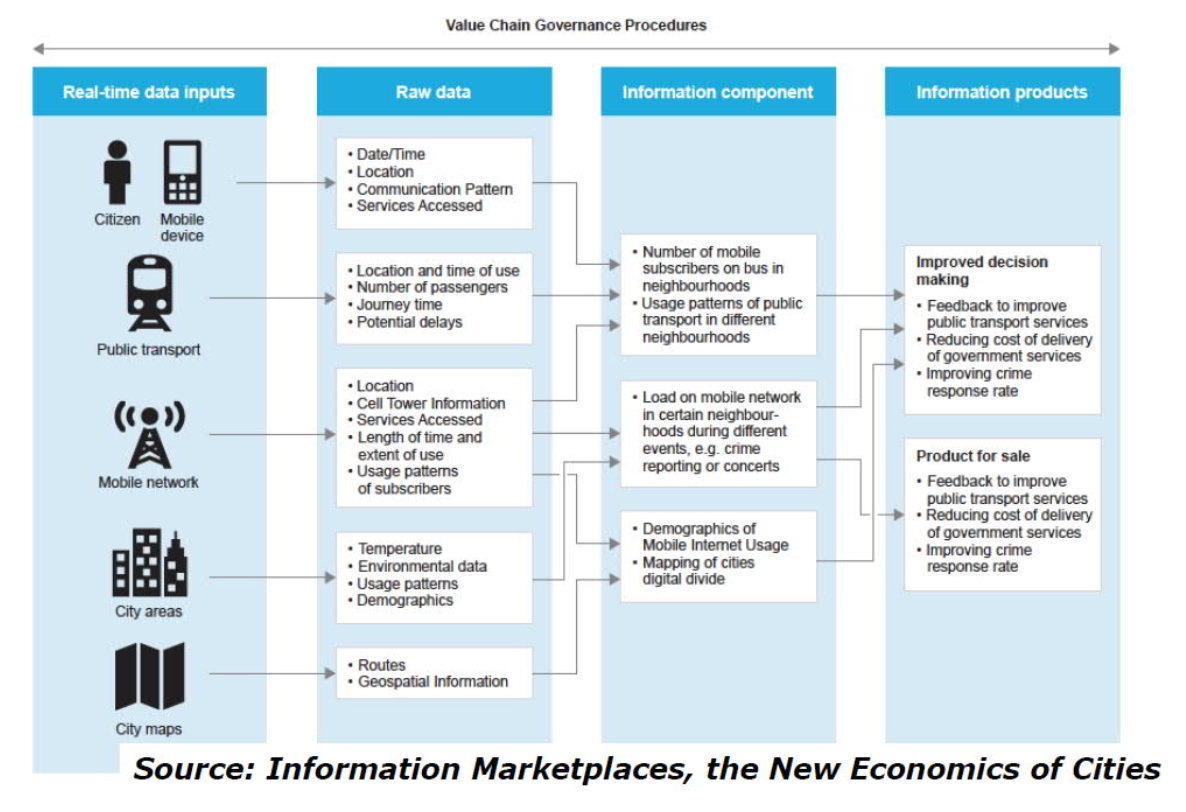 Value Chain Governance Procedures
Real-time data inputs
Raw data
Information component
Information products
Citizen
Mobile
device
Public transport
Mobile network
City areas
City maps
• Date/Time
• Location
• Communication Pattern
• Services Accessed
• Location and time of use
• Number of passengers
• Journey time
• Potential delays
• Location
• Cell Tower Information
• Services Accessed
• Length of time and
extent of use
• Usage patterns
of subscribers
• Temperature
• Environmental data
• Usage patterns
• Demographics
• Routes
• Geospatial Information
• Number of mobile
subscribers on bus in
neighbourhoods
• Usage patterns of public
transport in different
neighbourhoods
• Load on mobile network
in certain neighbour-
hoods during different
events, e.g. crime
reporting or concerts
• Demographics of
Mobile Internet Usage
• Mapping of cities
digital divide
Improved decision
making
• Feedback to improve
public transport services
• Reducing cost of delivery
of government services
• Improving crime
response rate
Product for sale
• Feedback to improve
public transport services
• Reducing cost of delivery
of government services
• Improving crime
response rate
Source: Information Marketplaces, the New Economics of Cities